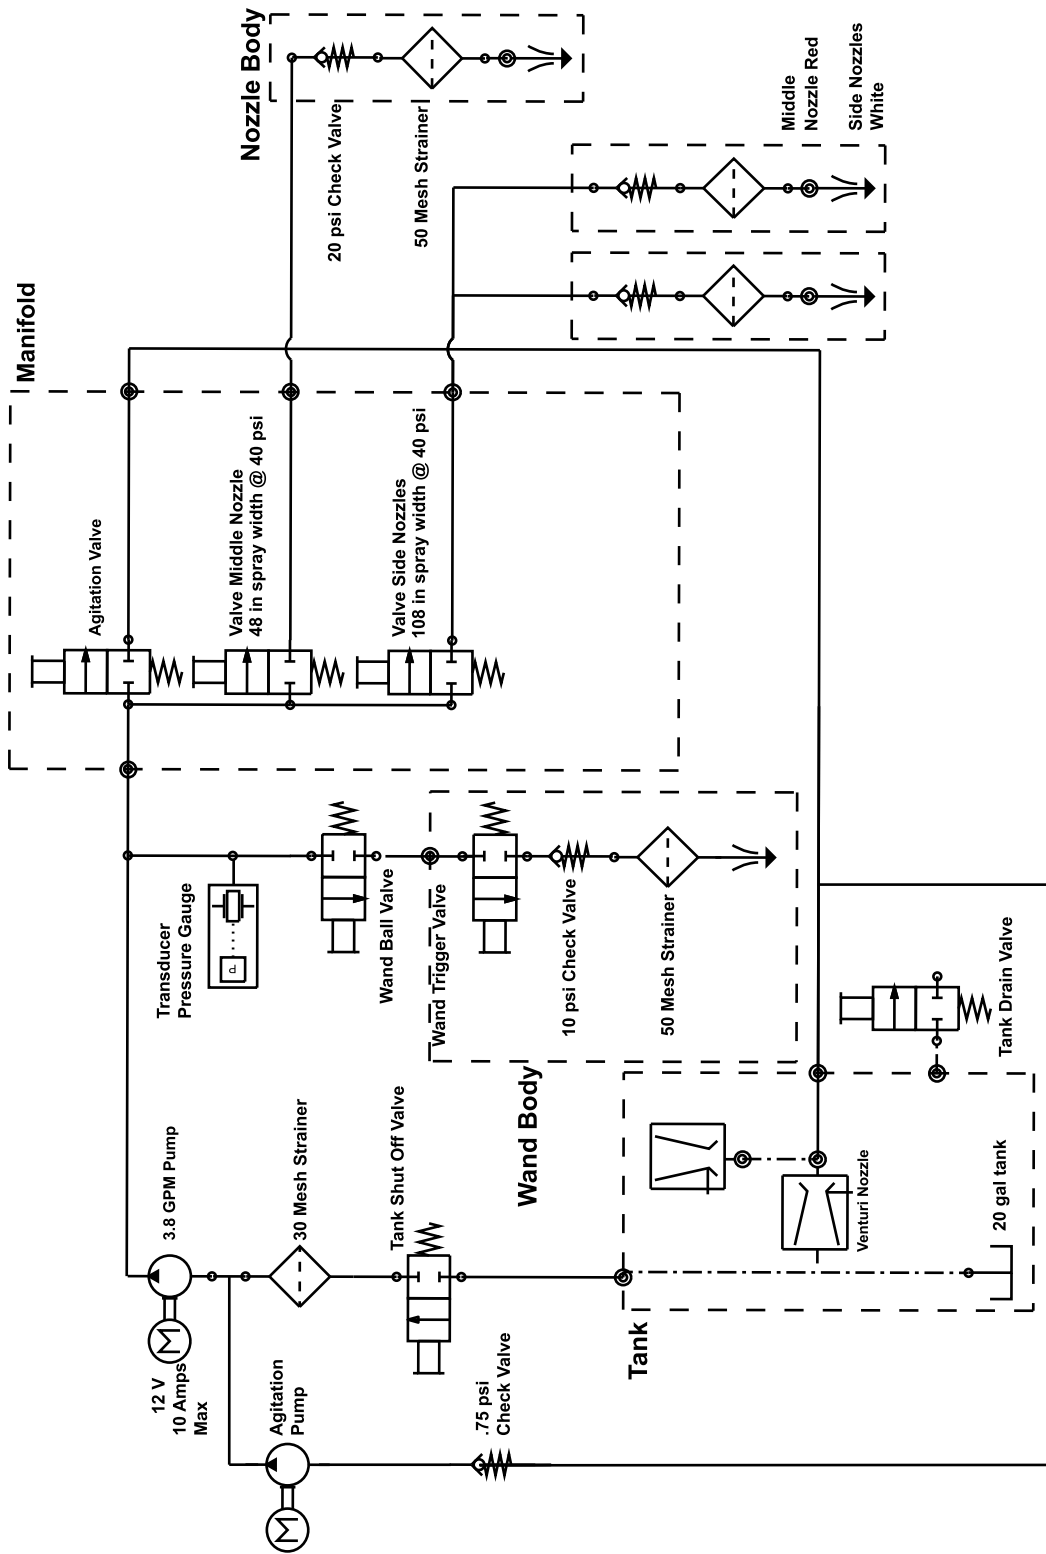 Nozzle Body
20 psi Check Valve
50 Mesh Strainer
Middle
Nozzle Red
Side Nozzles
White
Manifold
Agitation Valve
Valve Middle Nozzle
48 in spray width @ 40 psi
Valve Side Nozzles
108 in spray width @ 40 psi
Transducer
Pressure Gauge
P
Wand Ball Valve
Wand Trigger Valve
10 psi Check Valve
50 Mesh Strainer
Wand Body
Tank Drain Valve
3.8 GPM Pump
30 Mesh Strainer
Tank Shut Off Valve
Venturi Nozzle
20 gal tank
Tank
M
12 V
10 Amps
Max
Agitation
Pump
.75 psi
Check Valve
M